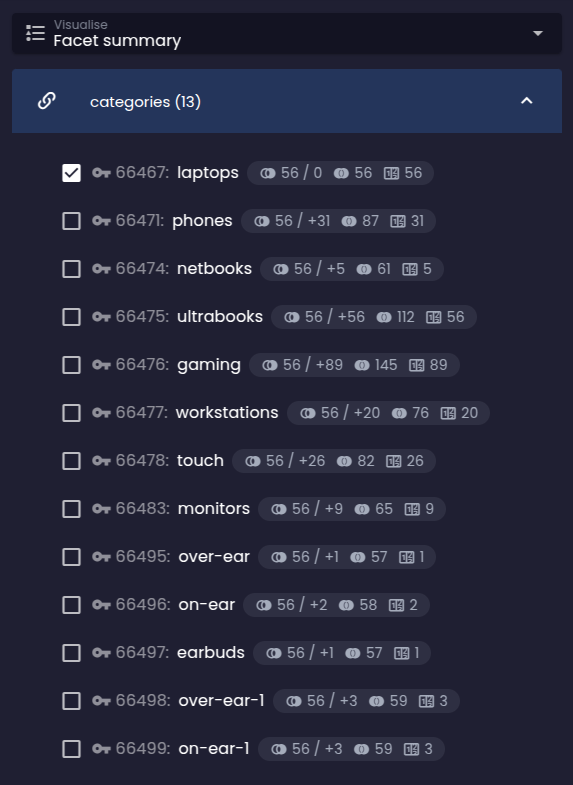 Visualise
Facet summary
categories (13)
66467: laptops 56 / 0 56 56
66471: phones 56 / +31 87 31
66474: netbooks 56 / +5 61 5
66475: ultrabooks 56 / +56 112 56
66476: gaming 56 / +89 145 89
66477: workstations 56 / +20 76 20
66478: touch 56 / +26 82 26
66483: monitors 56 / +9 65 9
66495: over-ear 56 / +1 57 1
66496: on-ear 56 / +2 58 2
66497: earbuds 56 / +1 57 1
66498: over-ear-1 56 / +3 59 3
66499: on-ear-1 56 / +3 59 3